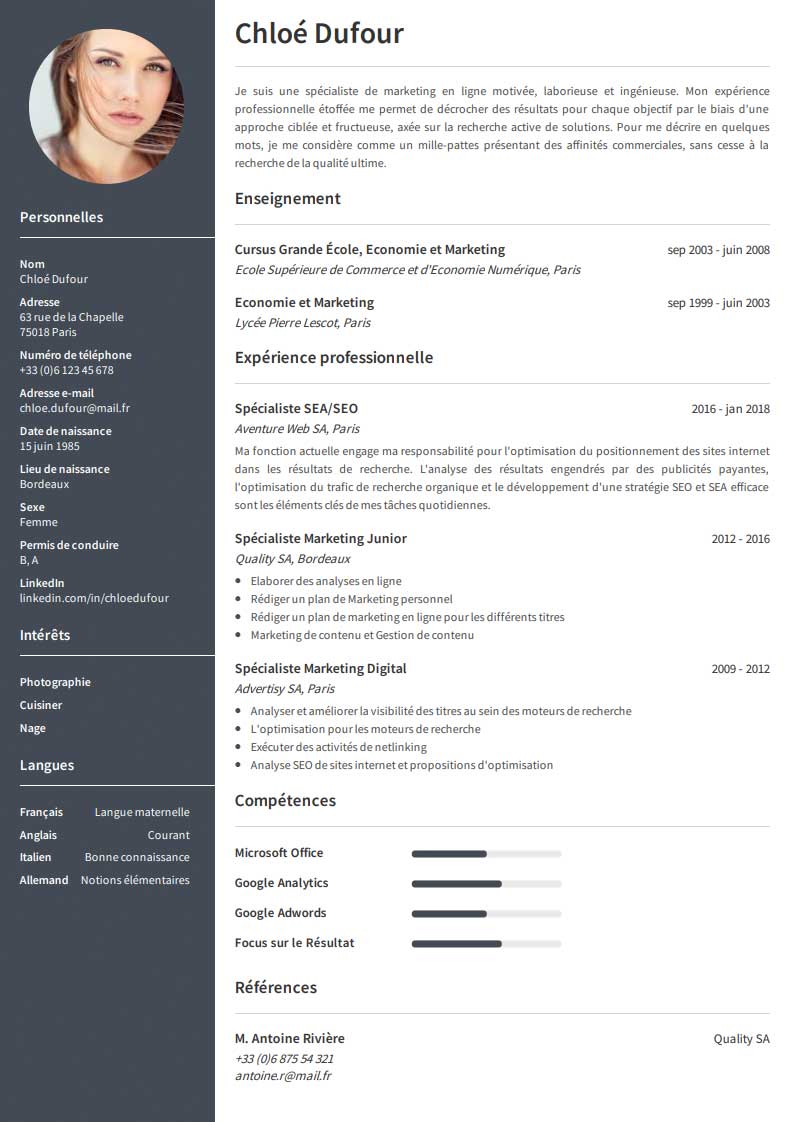 Personnelles
Nom
Chloé Dufour
Adresse
63 rue de la Chapelle
75018 Paris
Numéro de téléphone
+33 (0)6 123 45 678
Adresse e-mail
chloe.dufour@mail.fr
Date de naissance
15 juin 1985
Lieu de naissance
Bordeaux
Sexe
Femme
Permis de conduire
B, A
LinkedIn
linkedin.com/in/chloedufour
Intérêts
Photographie
Cuisiner
Nage
Langues
Français Langue maternelle
Anglais Courant
Italien Bonne connaissance
Allemand Notions élémentaires
Chloé Dufour
Je suis une spécialiste de marketing en ligne motivée, laborieuse et ingénieuse. Mon expérience
professionnelle étoffée me permet de décrocher des résultats pour chaque objectif par le biais d'une
approche ciblée et fructueuse, axée sur la recherche active de solutions. Pour me décrire en quelques
mots, je me considère comme un mille-pattes présentant des affinités commerciales, sans cesse à la
recherche de la qualité ultime.
Enseignement
Cursus Grande École, Economie et Marketing sep 2003 - juin 2008
Ecole Supérieure de Commerce et d'Economie Numérique, Paris
Economie et Marketing sep 1999 - juin 2003
Lycée Pierre Lescot, Paris
Expérience professionnelle
Spécialiste SEA/SEO 2016 - jan 2018
Aventure Web SA, Paris
Ma fonction actuelle engage ma responsabilité pour l'optimisation du positionnement des sites internet
dans les résultats de recherche. L'analyse des résultats engendrés par des publicités payantes,
l'optimisation du trafic de recherche organique et le développement d'une stratégie SEO et SEA efficace
sont les éléments clés de mes tâches quotidiennes.
Spécialiste Marketing Junior 2012 - 2016
Quality SA, Bordeaux
• Elaborer des analyses en ligne
• Rédiger un plan de Marketing personnel
• Rédiger un plan de marketing en ligne pour les différents titres
• Marketing de contenu et Gestion de contenu
Spécialiste Marketing Digital 2009 - 2012
Advertisy SA, Paris
• Analyser et améliorer la visibilité des titres au sein des moteurs de recherche
• L'optimisation pour les moteurs de recherche
• Exécuter des activités de netlinking
• Analyse SEO de sites internet et propositions d'optimisation
Compétences
Microsoft Office
Google Analytics
Google Adwords
Focus sur le Résultat
Références
M. Antoine Rivière Quality SA
+33 (0)6 875 54 321
antoine.r@mail.fr